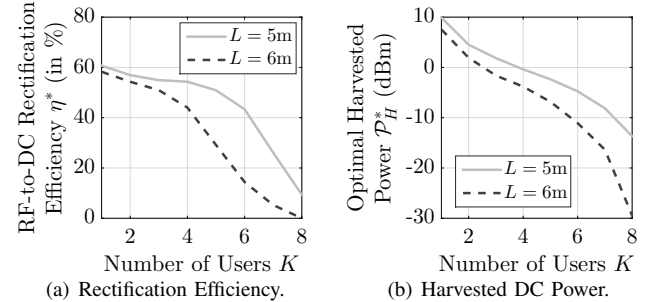 RF-to-DC Rectification
Efficiency η* (in %)
80
60
40
20
0
L = 5m
L = 6m
2 4 6 8
Number of Users K
(a) Rectification Efficiency.
Optimal Harvested
Power 𝒫*_H (dBm)
10
0
-10
-20
-30
L = 5m
L = 6m
2 4 6 8
Number of Users K
(b) Harvested DC Power.